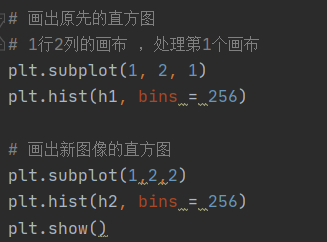 # 画出原先的直方图
# 1行2列的画布 ，处理第1个画布
plt.subplot(1, 2, 1)
plt.hist(h1, bins = 256)
# 画出新图像的直方图
plt.subplot(1,2,2)
plt.hist(h2, bins = 256)
plt.show()